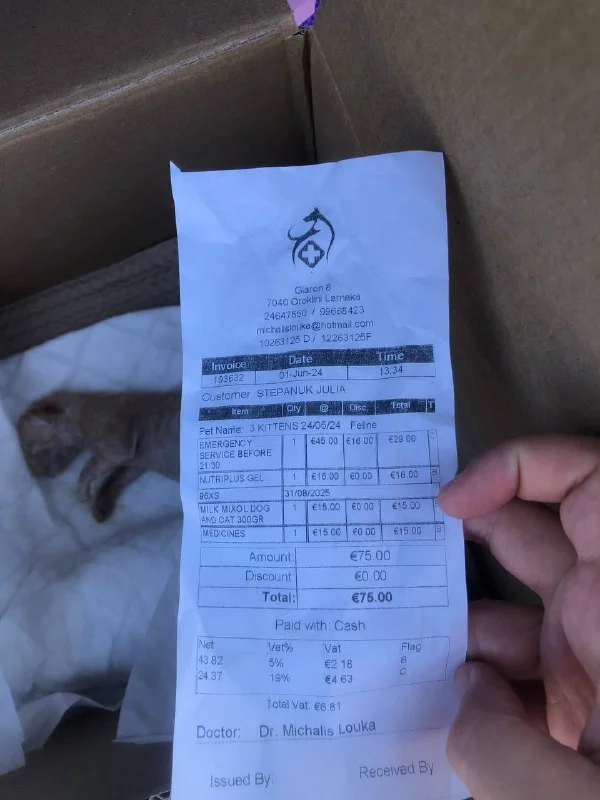 Giaron 8
7040 Oroklini Larnaka
24647550 / 99668423
michalislouke@hotmail.com
10263125 D / 12263125F
Invoice Date Time
193632 01-Jun-24 13:34
Customer STEPANUK JULIA
Item Qty @ Disc. Total T
Pet Name: 3 KITTENS 24/05/24 Feline
EMERGENCY SERVICE BEFORE 21:30 1 €45.00 €16.00 €29.00 C
NUTRIPLUS GEL 1 €16.00 €0.00 €16.00 B
96XS 31/08/2025
MILK MIXOL DOG AND CAT 300GR 1 €15.00 €0.00 €15.00
MEDICINES 1 €15.00 €0.00 €15.00 B
Amount: €75.00
Discount €0.00
Total: €75.00
Paid with: Cash
Net Vat% Vat Flag
43.82 5% €2.18 B
24.37 19% €4.63 C
Total Vat: €6.81
Doctor: Dr. Michalis Louka
Issued By: Received By